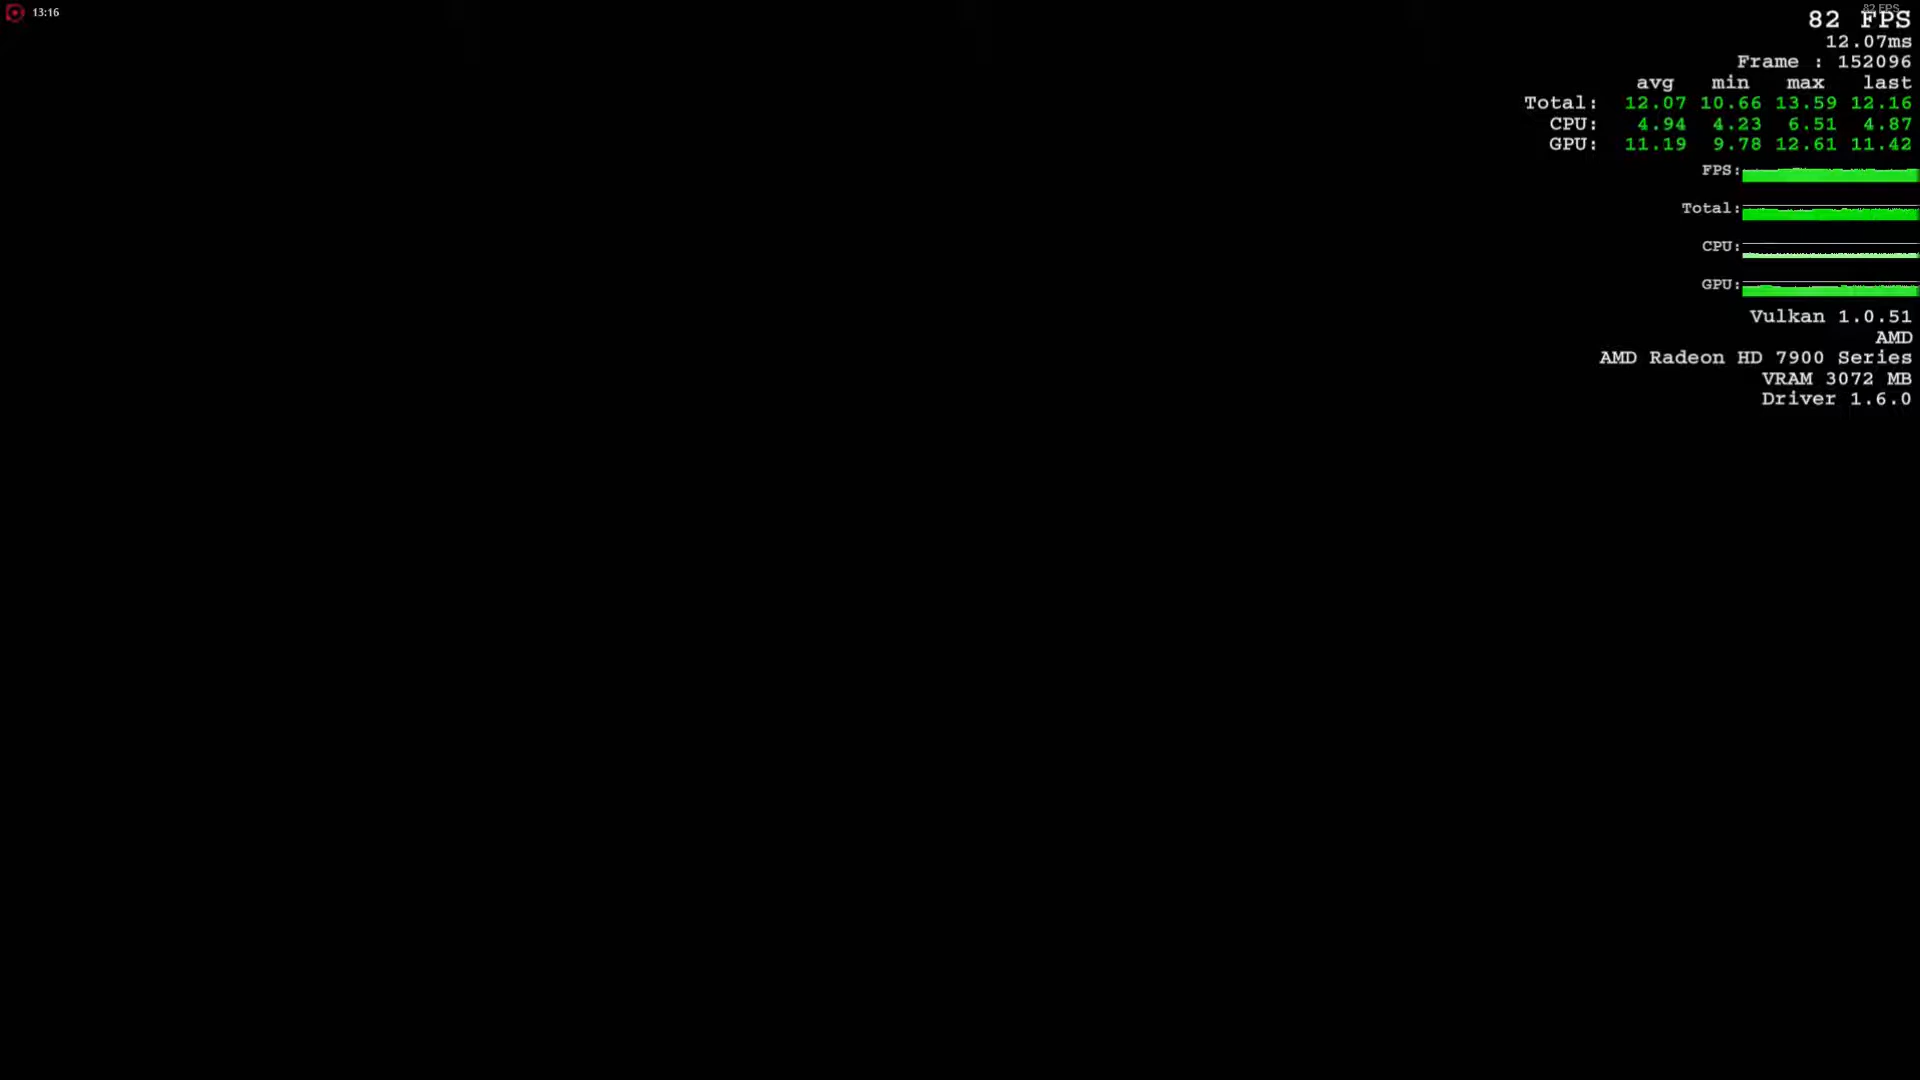 13:16
82 FPS
82 FPS
12.07ms
Frame : 152096
avg min max last
Total: 12.07 10.66 13.59 12.16
CPU: 4.94 4.23 6.51 4.87
GPU: 11.19 9.78 12.61 11.42
FPS:
Total:
CPU:
GPU:
Vulkan 1.0.51
AMD
AMD Radeon HD 7900 Series
VRAM 3072 MB
Driver 1.6.0